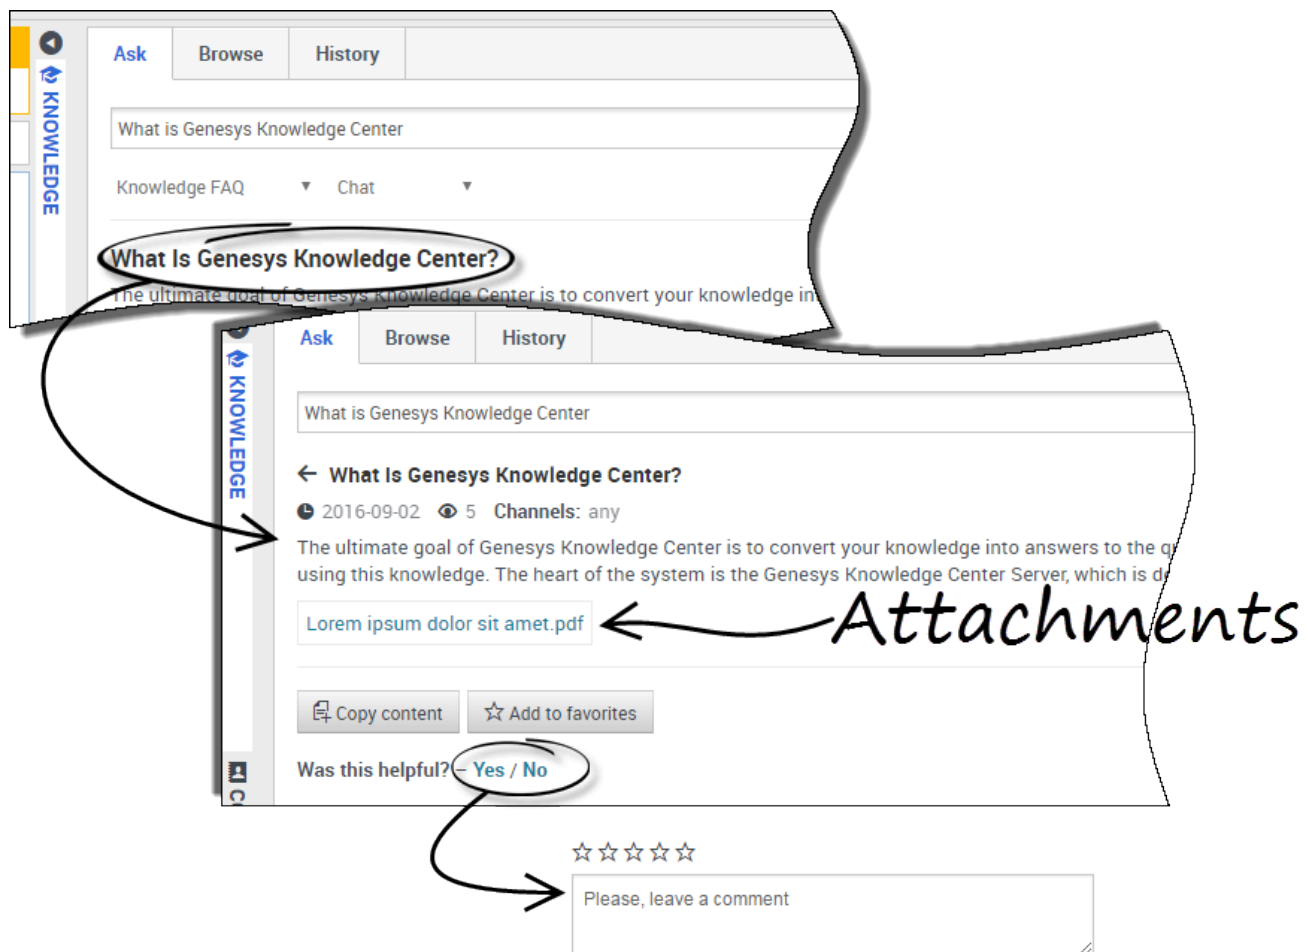 Ask Browse History
KNOWLEDGE
What is Genesys Knowledge Center
Knowledge FAQ Chat
What Is Genesys Knowledge Center?
The ultimate goal of Genesys Knowledge Center is to convert your knowledge in
Ask Browse History
KNOWLEDGE
What is Genesys Knowledge Center
What Is Genesys Knowledge Center?
2016-09-02 5 Channels: any
The ultimate goal of Genesys Knowledge Center is to convert your knowledge into answers to the
using this knowledge. The heart of the system is the Genesys Knowledge Center Server, which is
Lorem ipsum dolor sit amet.pdf
Attachments
Copy content Add to favorites
Was this helpful? – Yes / No
Please, leave a comment